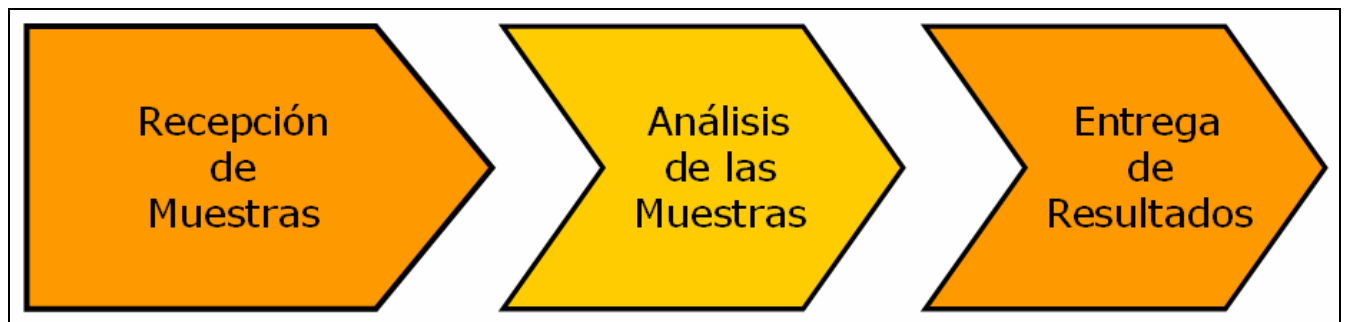 Recepción
de
Muestras
Análisis
de las
Muestras
Entrega
de
Resultados